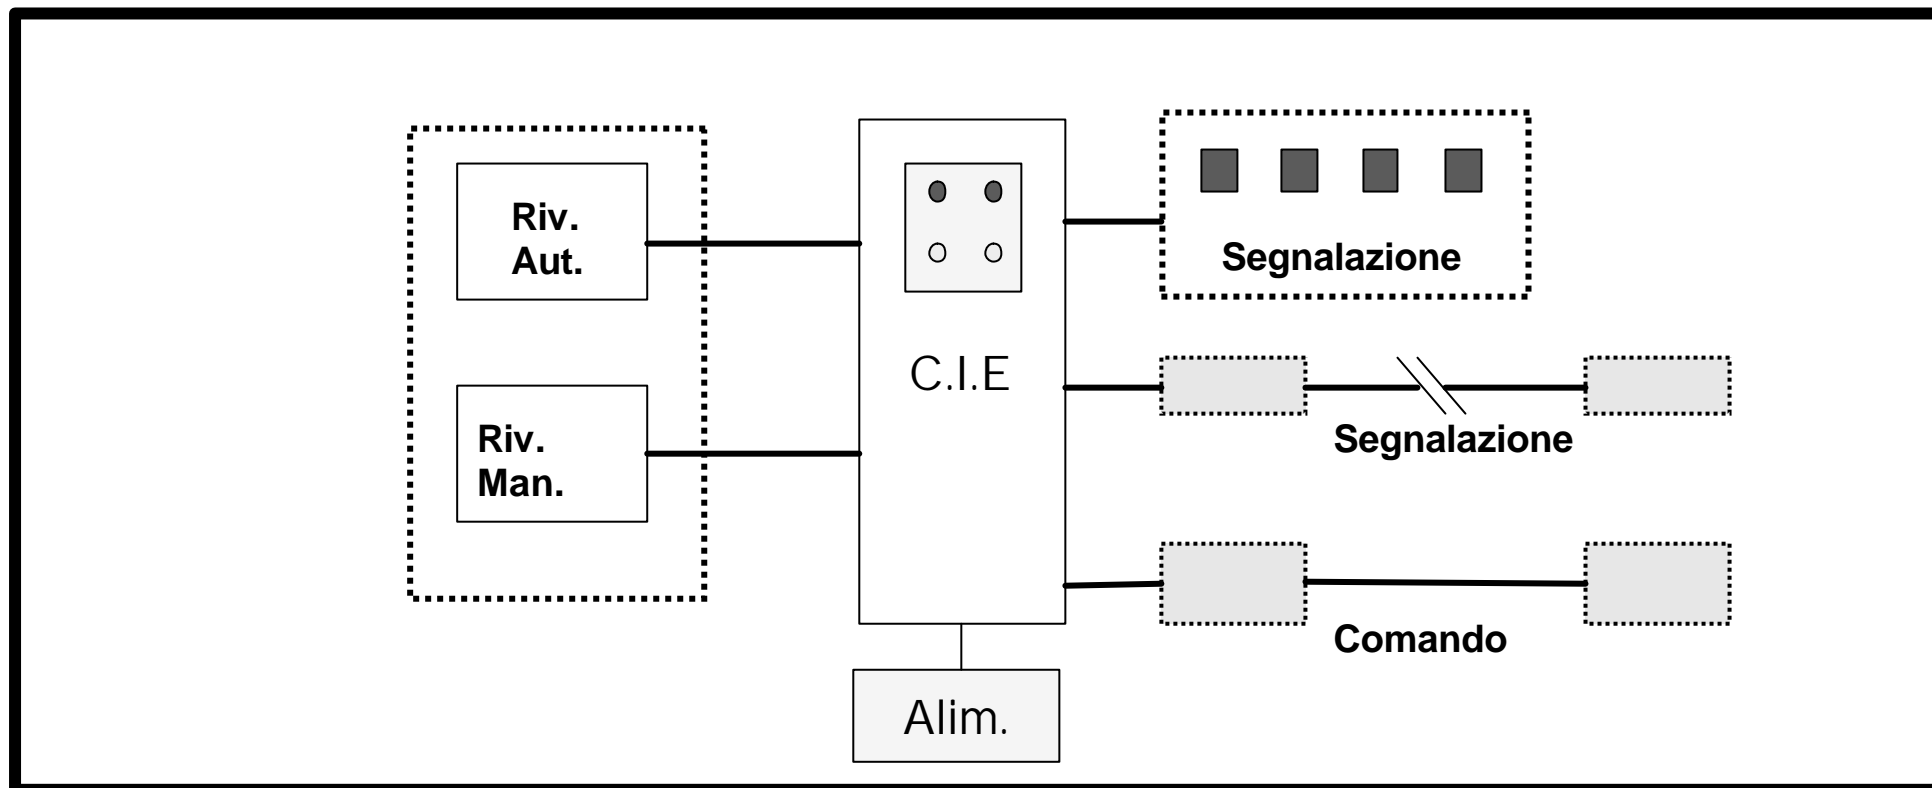 Riv.
Aut.
Riv.
Man.
C.I.E
Alim.
Segnalazione
Segnalazione
Comando